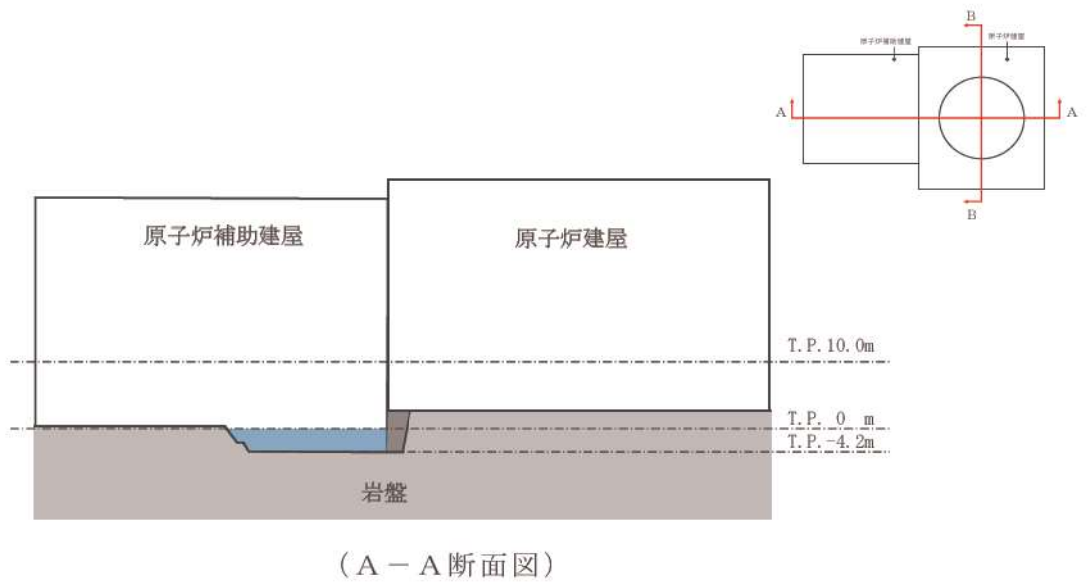 B
原子炉補助建屋
原子炉建屋
A
A
B
原子炉補助建屋
原子炉建屋
T.P.10.0m
T.P. 0 m
T.P.-4.2m
岩盤
(A-A断面図)